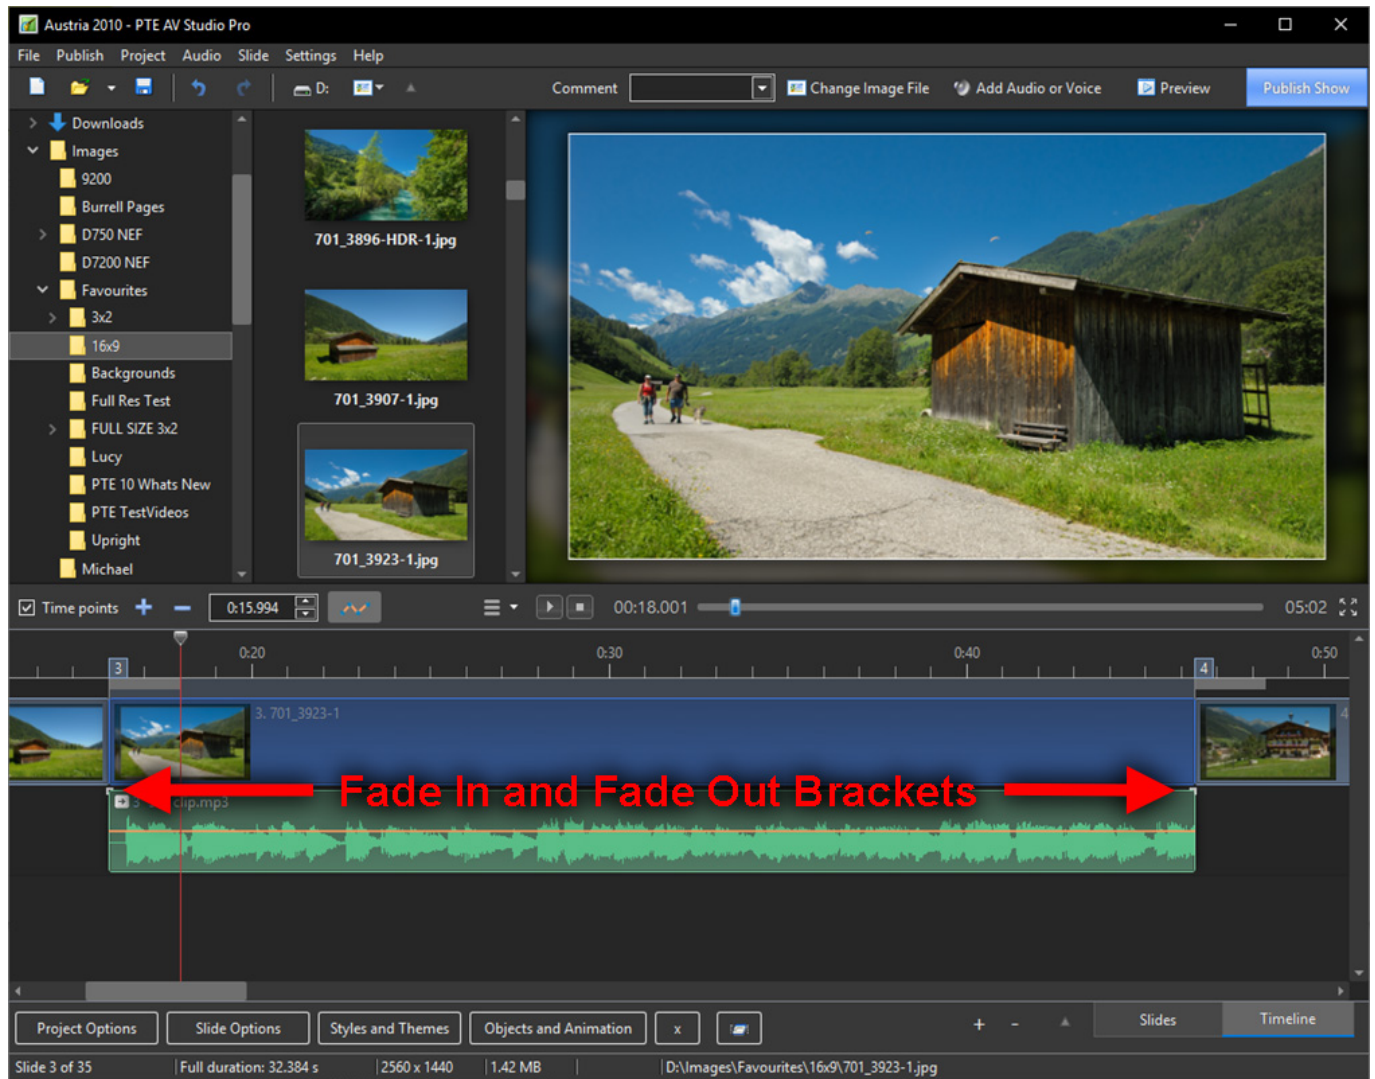 Austria 2010 - PTE AV Studio Pro
File Publish Project Audio Slide Settings Help
D:
Comment
Change Image File
Add Audio or Voice
Preview
Publish Show
Downloads
Images
9200
Burrell Pages
D750 NEF
D7200 NEF
Favourites
3x2
16x9
Backgrounds
Full Res Test
FULL SIZE 3x2
Lucy
PTE 10 Whats New
PTE TestVideos
Upright
Michael
701_3896-HDR-1.jpg
701_3907-1.jpg
701_3923-1.jpg
Time points
0:15.994
00:18.001
05:02
0:20 0:30 0:40 0:50
3 4
3. 701_3923-1
4
Fade In and Fade Out Brackets
clip.mp3
Project Options
Slide Options
Styles and Themes
Objects and Animation
x
+ -
Slides
Timeline
Slide 3 of 35
Full duration: 32.384 s
2560 x 1440
1.42 MB
D:\Images\Favourites\16x9\701_3923-1.jpg